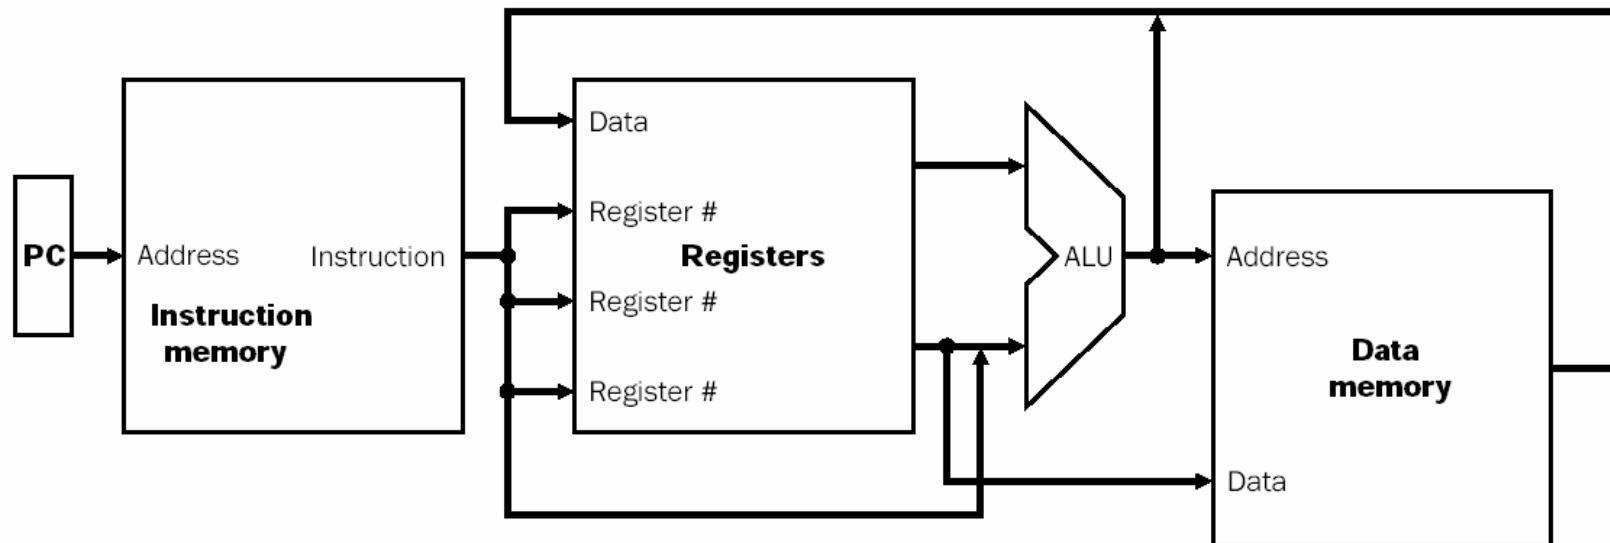 Data
Register #
PC
Address
Instruction
Registers
ALU
Address
Instruction
memory
Register #
Data
memory
Register #
Data